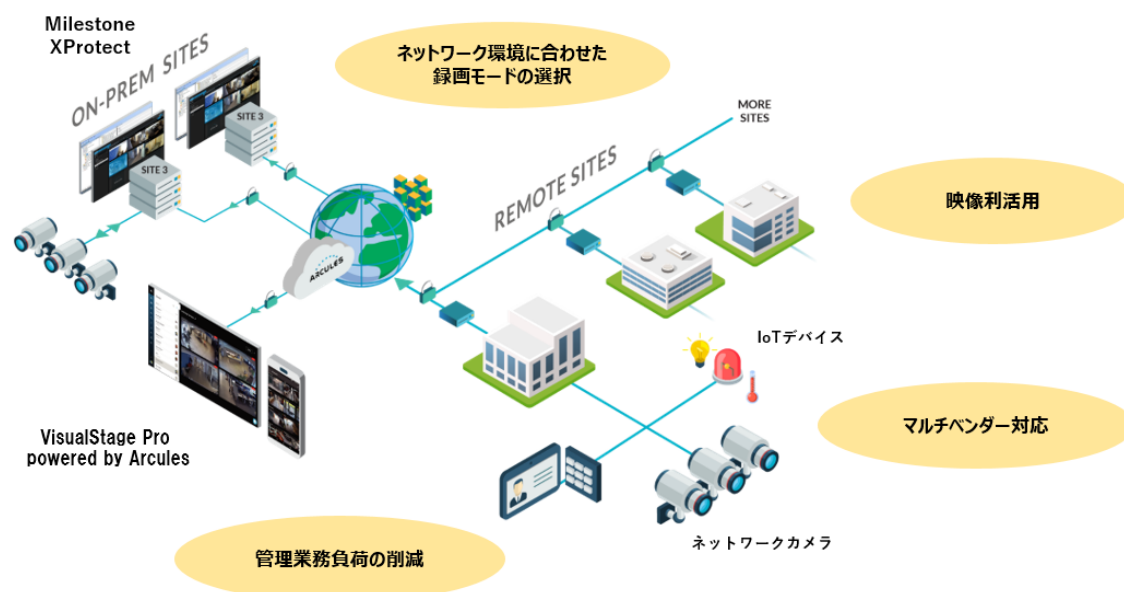 Milestone
XProtect
ON-PREM SITES
SITE 3
SITE 3
ネットワーク環境に合わせた
録画モードの選択
MORE
SITES
REMOTE SITES
映像利活用
ARCULES
IoTデバイス
マルチベンダー対応
VisualStage Pro
powered by Arcules
ネットワークカメラ
管理業務負荷の削減